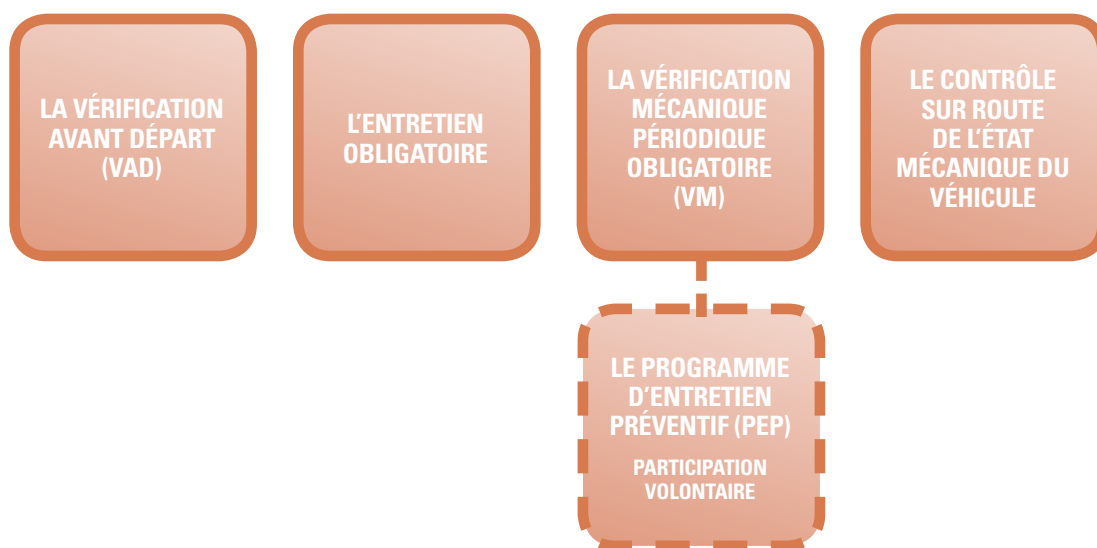 LA VÉRIFICATION
AVANT DÉPART
(VAD)
L'ENTRETIEN
OBLIGATOIRE
LA VÉRIFICATION
MÉCANIQUE
PÉRIODIQUE
OBLIGATOIRE
(VM)
LE CONTRÔLE
SUR ROUTE
DE L'ÉTAT
MÉCANIQUE DU
VÉHICULE
LE PROGRAMME
D'ENTRETIEN
PRÉVENTIF (PEP)
PARTICIPATION
VOLONTAIRE